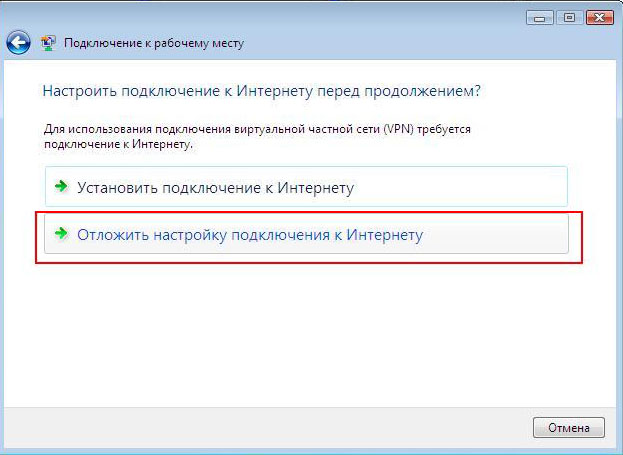 Подключение к рабочему месту
Настроить подключение к Интернету перед продолжением?
Для использования подключения виртуальной частной сети (VPN) требуется
подключение к Интернету.
Установить подключение к Интернету
Отложить настройку подключения к Интернету
Отмена